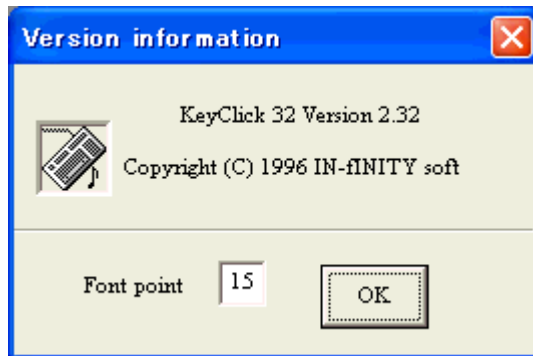 Version information
KeyClick 32 Version 2.32
Copyright (C) 1996 IN-fINITY soft
Font point 15 OK